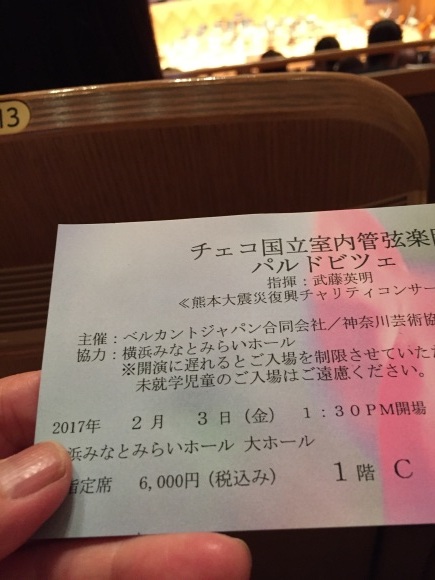 13
チェコ国立室内管弦楽団
パルドビツェ
指揮：武藤英明
≪熊本大震災復興チャリティコンサー
主催：ベルカントジャパン合同会社／神奈川芸術協
協力：横浜みなとみらいホール
※開演に遅れるとご入場を制限させていただ
未就学児童のご入場はご遠慮ください。
2017年 2月 3日（金） 1：30PM開場
浜みなとみらいホール 大ホール
指定席 6,000円（税込み） 1階 C